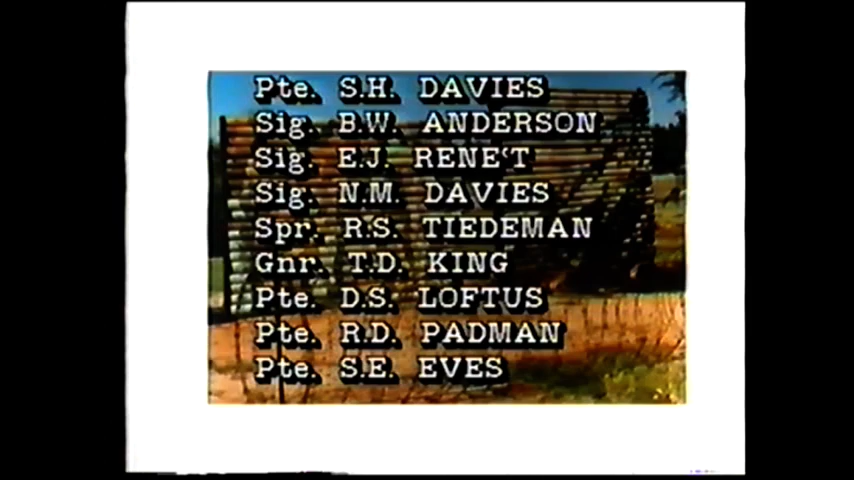 Pte. S.H. DAVIES
Sig. B.W. ANDERSON
Sig. E.J. RENE'T
Sig. N.M. DAVIES
Spr. R.S. TIEDEMAN
Gnr. T.D. KING
Pte. D.S. LOFTUS
Pte. R.D. PADMAN
Pte. S.E. EVES